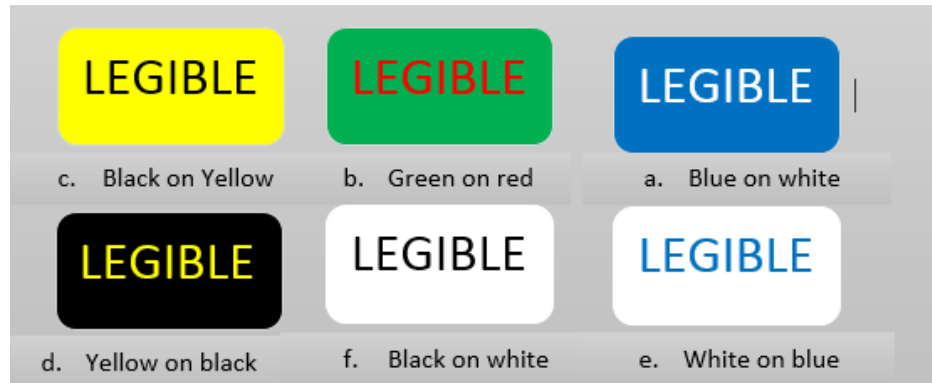 LEGIBLE LEGIBLE LEGIBLE
c. Black on Yellow b. Green on red a. Blue on white
LEGIBLE LEGIBLE LEGIBLE
d. Yellow on black f. Black on white e. White on blue